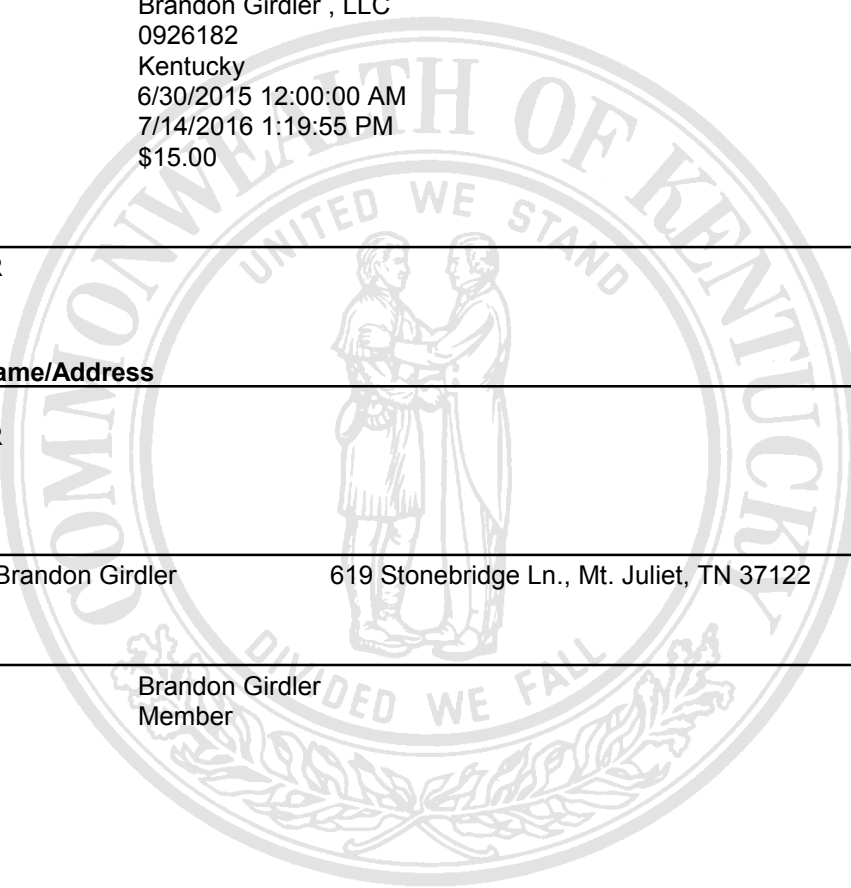 Brandon Girdler , LLC
0926182
Kentucky
6/30/2015 12:00:00 AM
7/14/2016 1:19:55 PM
$15.00
R
ame/Address
R
Brandon Girdler 619 Stonebridge Ln., Mt. Juliet, TN 37122
Brandon Girdler
Member
COMMONWEALTH OF KENTUCKY
UNITED WE STAND
DIVIDED WE FALL